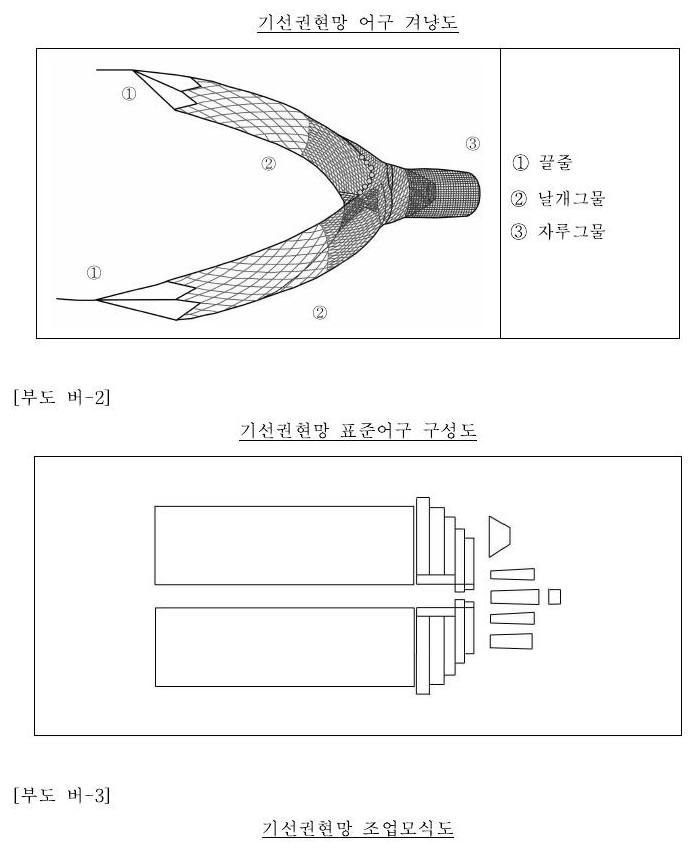 기선권현망 어구 겨냥도
①
③
②
① 끌줄
② 날개그물
③ 자루그물
①
②
[부도 버-2]
기선권현망 표준어구 구성도
[부도 버-3]
기선권현망 조업모식도